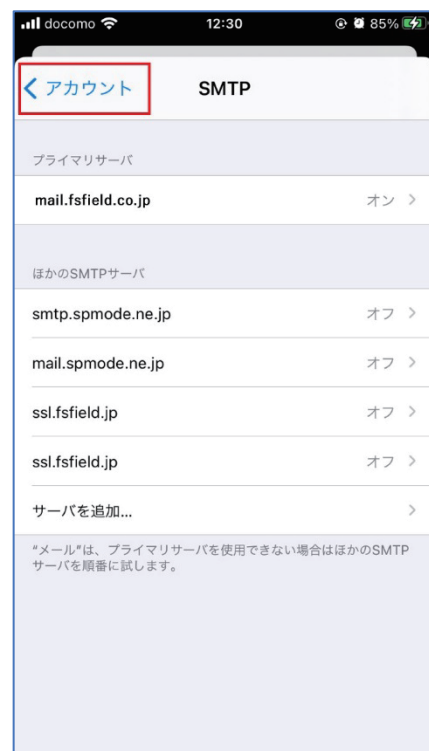 docomo 12:30 85%
アカウント SMTP
プライマリサーバ
mail.fsfield.co.jp オン
ほかのSMTPサーバ
smtp.spmode.ne.jp オフ
mail.spmode.ne.jp オフ
ssl.fsfield.jp オフ
ssl.fsfield.jp オフ
サーバを追加...
“メール”は、プライマリサーバを使用できない場合はほかのSMTP
サーバを順番に試します。